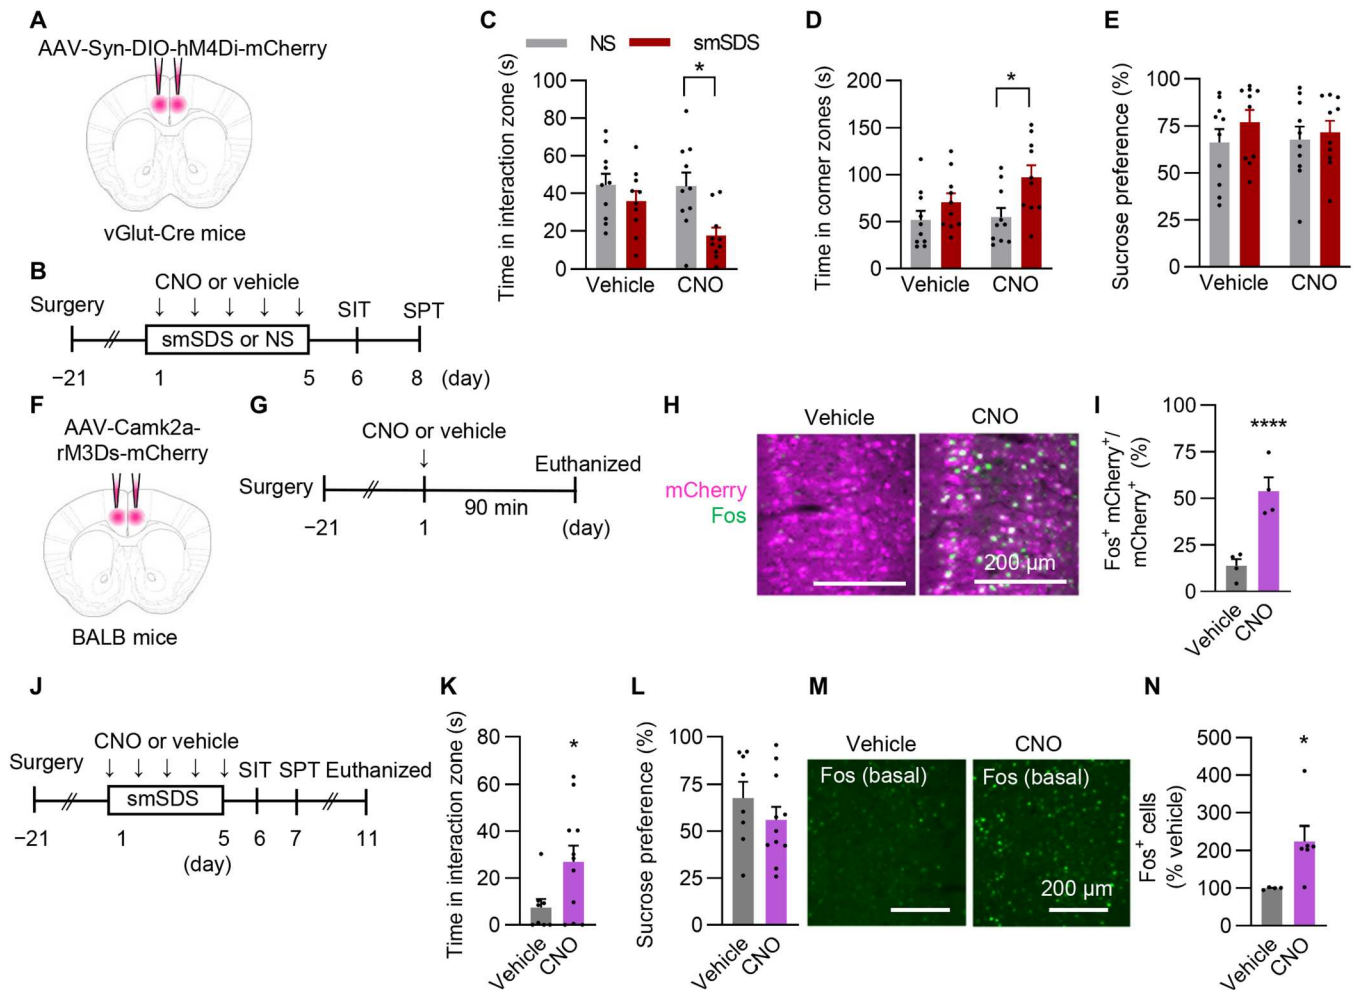 A
AAV-Syn-DIO-hM4Di-mCherry
vGlut-Cre mice
B
CNO or vehicle
Surgery
SIT
SPT
smSDS or NS
−21
1
5
6
8
(day)
C
NS
smSDS
Time in interaction zone (s)
100
80
60
40
20
0
*
Vehicle
CNO
D
Time in corner zones (s)
200
150
100
50
0
*
Vehicle
CNO
E
Sucrose preference (%)
100
75
50
25
0
Vehicle
CNO
F
AAV-Camk2a-
rM3Ds-mCherry
BALB mice
G
CNO or vehicle
Surgery
Euthanized
90 min
−21
1
(day)
H
Vehicle
CNO
mCherry
Fos
200 µm
I
Fos+ mCherry+/
mCherry+ (%)
100
75
50
25
0
****
Vehicle
CNO
J
CNO or vehicle
Surgery
SIT
SPT
Euthanized
smSDS
−21
1
5
6
7
11
(day)
K
Time in interaction zone (s)
80
60
40
20
0
*
Vehicle
CNO
L
Sucrose preference (%)
100
75
50
25
0
Vehicle
CNO
M
Vehicle
CNO
Fos (basal)
Fos (basal)
200 µm
N
Fos+ cells
(% vehicle)
500
400
300
200
100
0
*
Vehicle
CNO